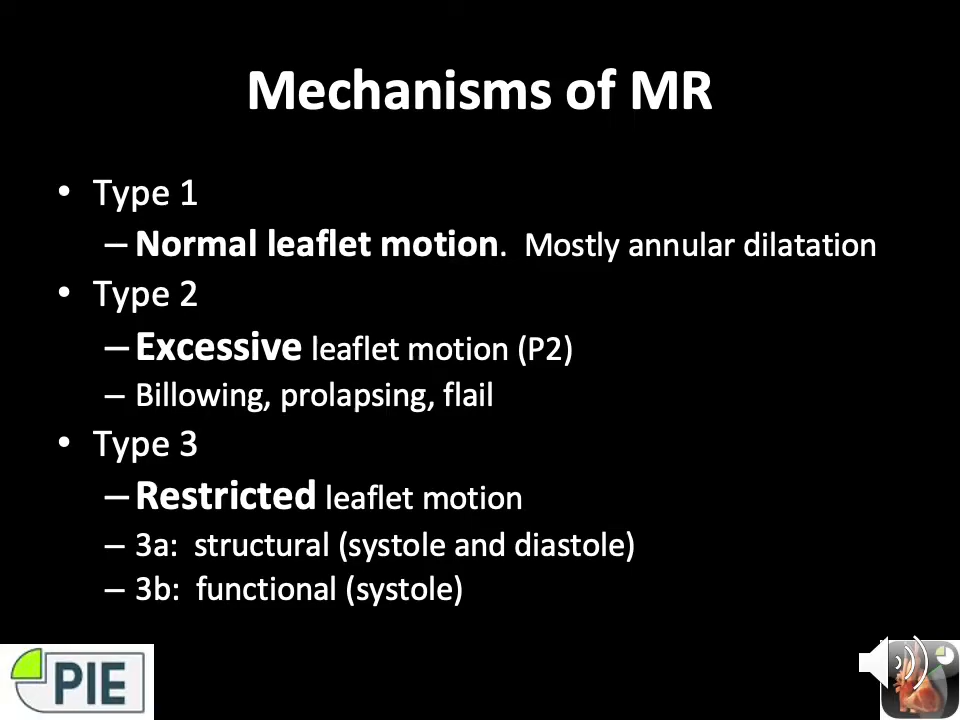 Mechanisms of MR
• Type 1
– Normal leaflet motion. Mostly annular dilatation
• Type 2
– Excessive leaflet motion (P2)
– Billowing, prolapsing, flail
• Type 3
– Restricted leaflet motion
– 3a: structural (systole and diastole)
– 3b: functional (systole)
PIE